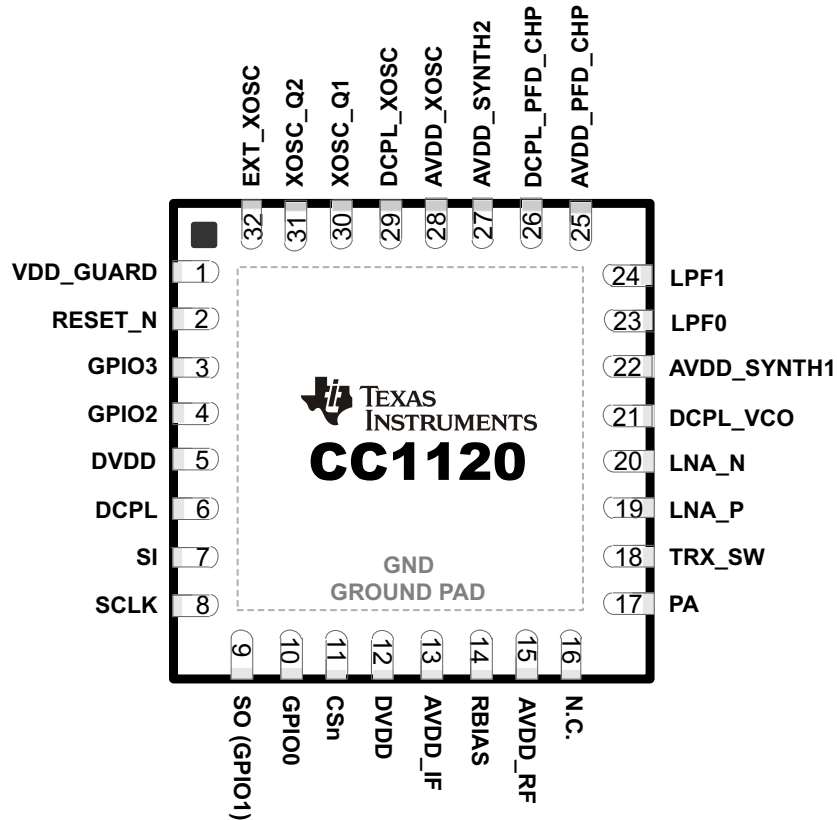 EXT_XOSC
XOSC_Q2
XOSC_Q1
DCPL_XOSC
AVDD_XOSC
AVDD_SYNTH2
DCPL_PFD_CHP
AVDD_PFD_CHP
32
31
30
29
28
27
26
25
VDD_GUARD 1
RESET_N 2
GPIO3 3
GPIO2 4
DVDD 5
DCPL 6
SI 7
SCLK 8
TEXAS
INSTRUMENTS
CC1120
GND
GROUND PAD
24 LPF1
23 LPF0
22 AVDD_SYNTH1
21 DCPL_VCO
20 LNA_N
19 LNA_P
18 TRX_SW
17 PA
9
10
11
12
13
14
15
16
SO (GPIO1)
GPIO0
CSn
DVDD
AVDD_IF
RBIAS
AVDD_RF
N.C.